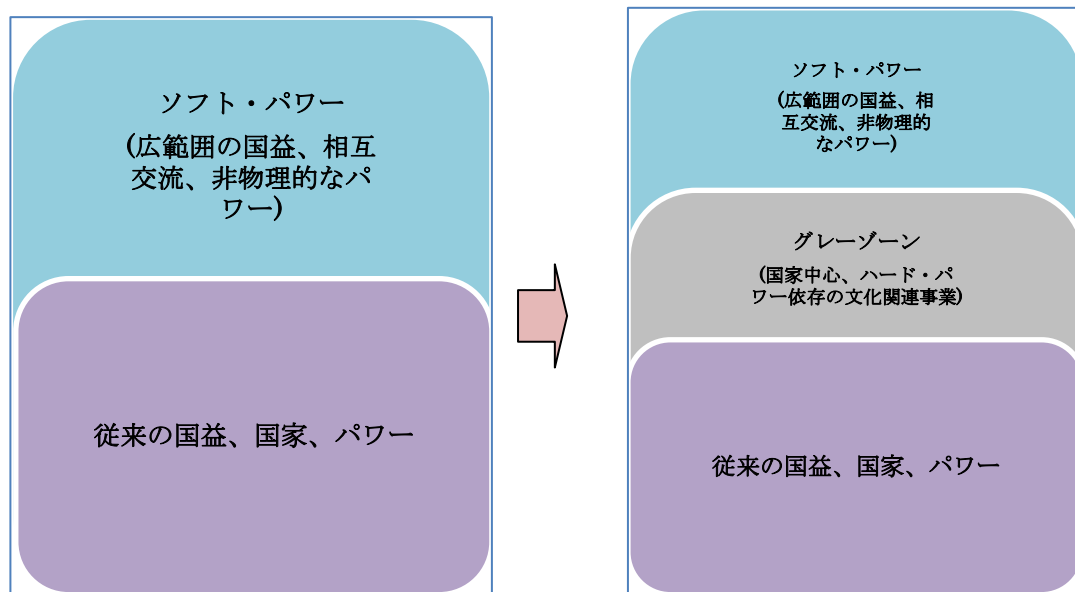 ソフト・パワー
(広範囲の国益、相互
交流、非物理的なパ
ワー)
従来の国益、国家、パワー
ソフト・パワー
(広範囲の国益、相
互交流、非物理的
なパワー)
グレーゾーン
(国家中心、ハード・パ
ワー依存の文化関連事業)
従来の国益、国家、パワー